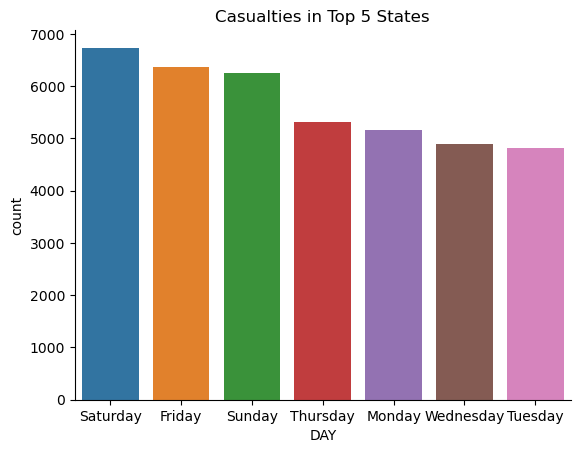 Casualties in Top 5 States
7000
6000
5000
4000
3000
2000
1000
0
count
Saturday Friday Sunday Thursday Monday Wednesday Tuesday
DAY